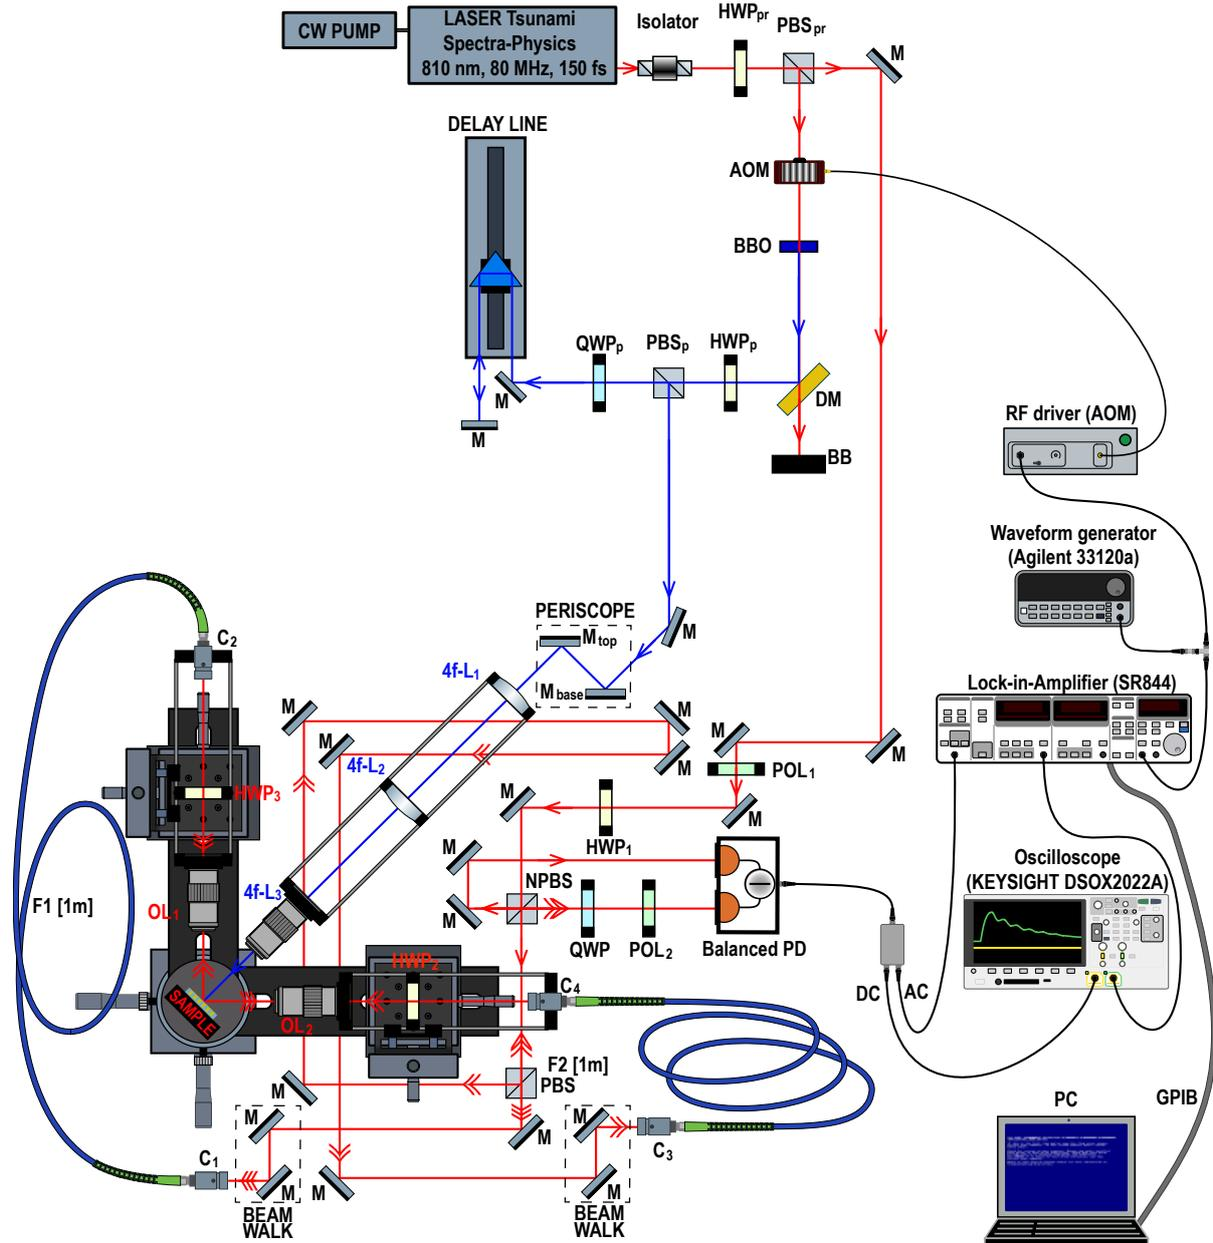 CW PUMP
LASER Tsunami
Spectra-Physics
810 nm, 80 MHz, 150 fs
Isolator
HWPpr
PBSpr
M
DELAY LINE
AOM
BBO
QWPp
PBSp
HWPp
M
M
DM
BB
RF driver (AOM)
Waveform generator
(Agilent 33120a)
PERISCOPE
Mtop
Mbase
M
C2
4f-L1
M
M
M
4f-L2
M
M
M
POL1
Lock-in-Amplifier (SR844)
HWP3
M
M
HWP1
M
M
NPBS
QWP
POL2
Balanced PD
Oscilloscope
(KEYSIGHT DSOX2022A)
4f-L3
F1 [1m]
OL1
SAMPLE
HWP2
OL2
C4
DC
AC
F2 [1m]
PBS
M
M
M
M
C1
M
M
M
C3
BEAM
WALK
BEAM
WALK
PC
GPIB